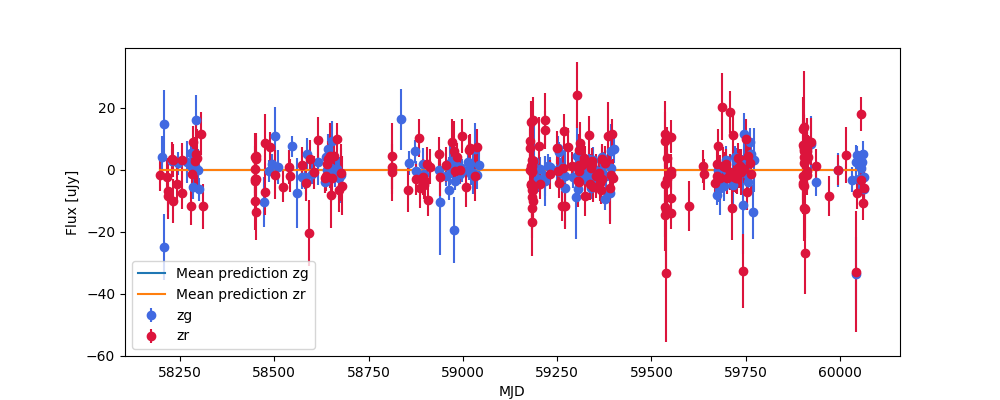 20
0
−20
−40
−60
Flux [uJy]
Mean prediction zg
Mean prediction zr
zg
zr
58250
58500
58750
59000
59250
59500
59750
60000
MJD